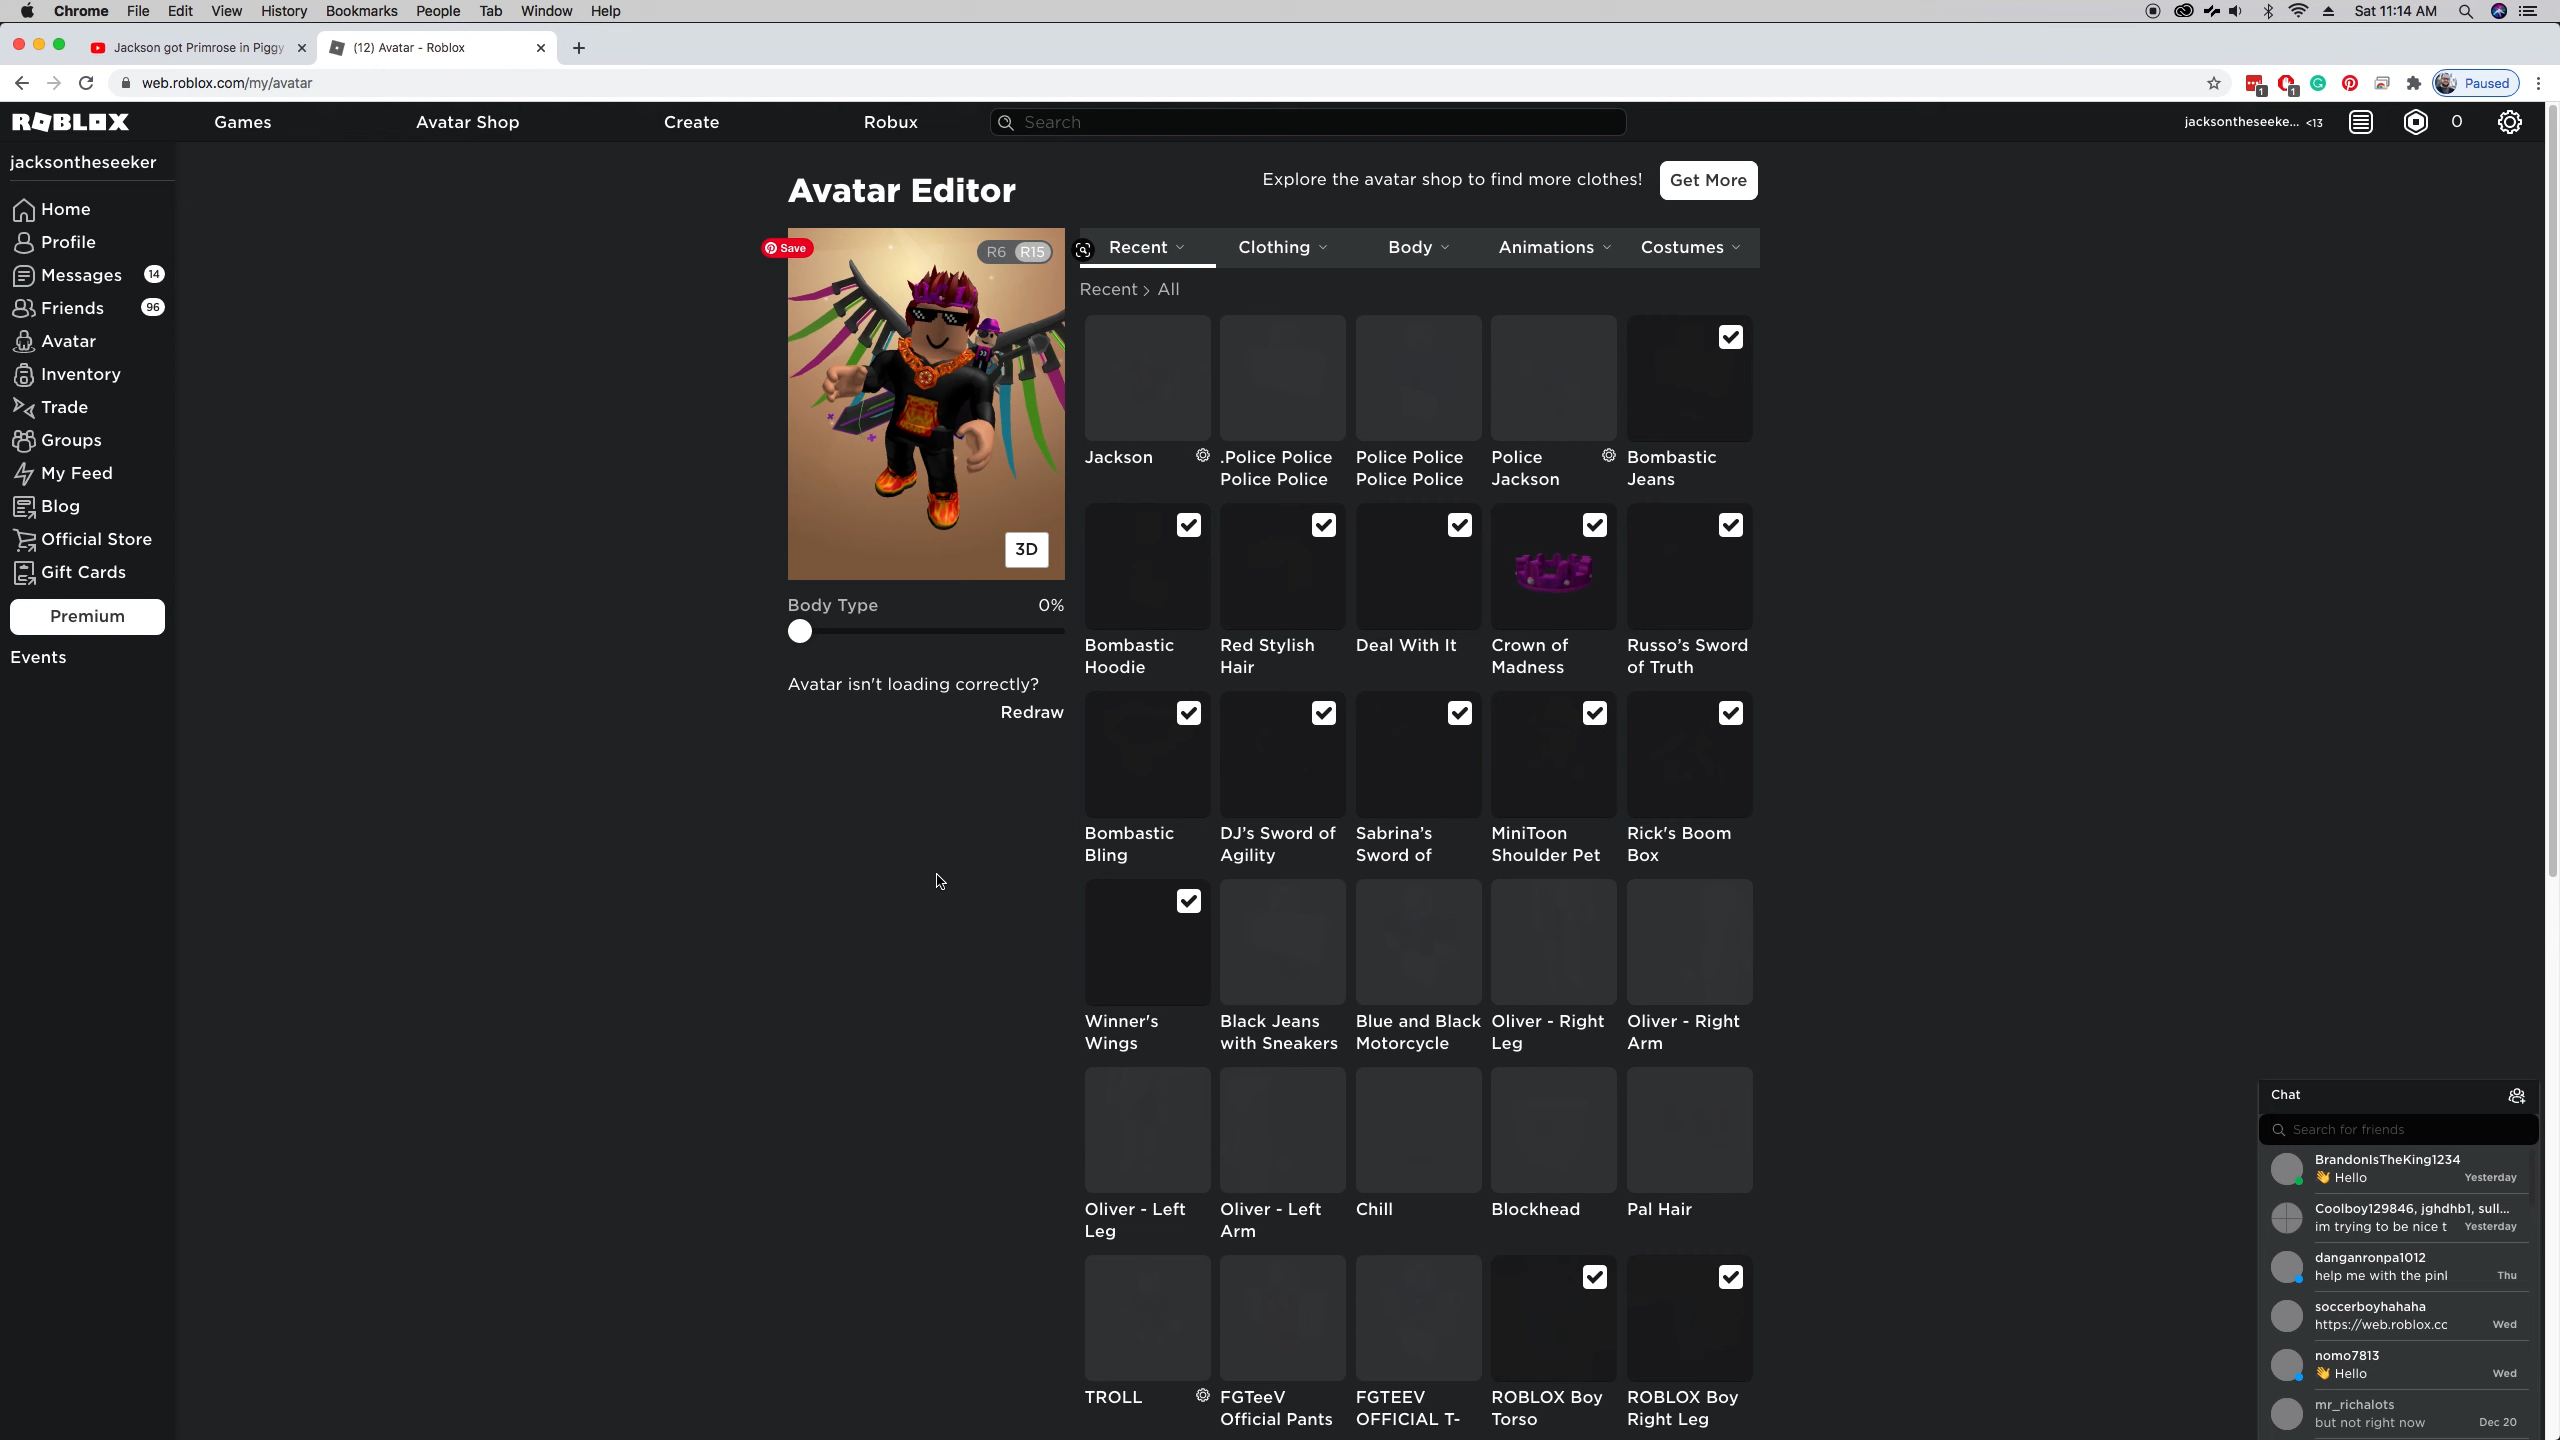 Chrome File Edit View History Bookmarks People Tab Window Help
Sat 11:14 AM
Jackson got Primrose in Piggy
(12) Avatar - Roblox
web.roblox.com/my/avatar
1
1
Paused
ROBLOX
Games
Avatar Shop
Create
Robux
Search
jacksontheseeke... <13
0
jacksontheseeker
Home
Profile
Messages 14
Friends 96
Avatar
Inventory
Trade
Groups
My Feed
Blog
Official Store
Gift Cards
Premium
Events
Avatar Editor
Explore the avatar shop to find more clothes!
Get More
Save
R6 R15
3D
Body Type 0%
Avatar isn't loading correctly?
Redraw
Recent Clothing Body Animations Costumes
Recent > All
Jackson
.Police Police
Police Police
Police Police
Police Police
Police
Jackson
Bombastic
Jeans
Bombastic
Hoodie
Red Stylish
Hair
Deal With It
Crown of
Madness
Russo's Sword
of Truth
Bombastic
Bling
DJ's Sword of
Agility
Sabrina's
Sword of
MiniToon
Shoulder Pet
Rick's Boom
Box
Winner's
Wings
Black Jeans
with Sneakers
Blue and Black
Motorcycle
Oliver - Right
Leg
Oliver - Right
Arm
Oliver - Left
Leg
Oliver - Left
Arm
Chill
Blockhead
Pal Hair
TROLL
FGTeeV
Official Pants
FGTEEV
OFFICIAL T-
ROBLOX Boy
Torso
ROBLOX Boy
Right Leg
Chat
Search for friends
BrandonIsTheKing1234
👋 Hello Yesterday
Coolboy129846, jghdhb1, sull...
im trying to be nice t Yesterday
danganronpa1012
help me with the pinl Thu
soccerboyhahaha
https://web.roblox.cc Wed
nomo7813
👋 Hello Wed
mr_richalots
but not right now Dec 20